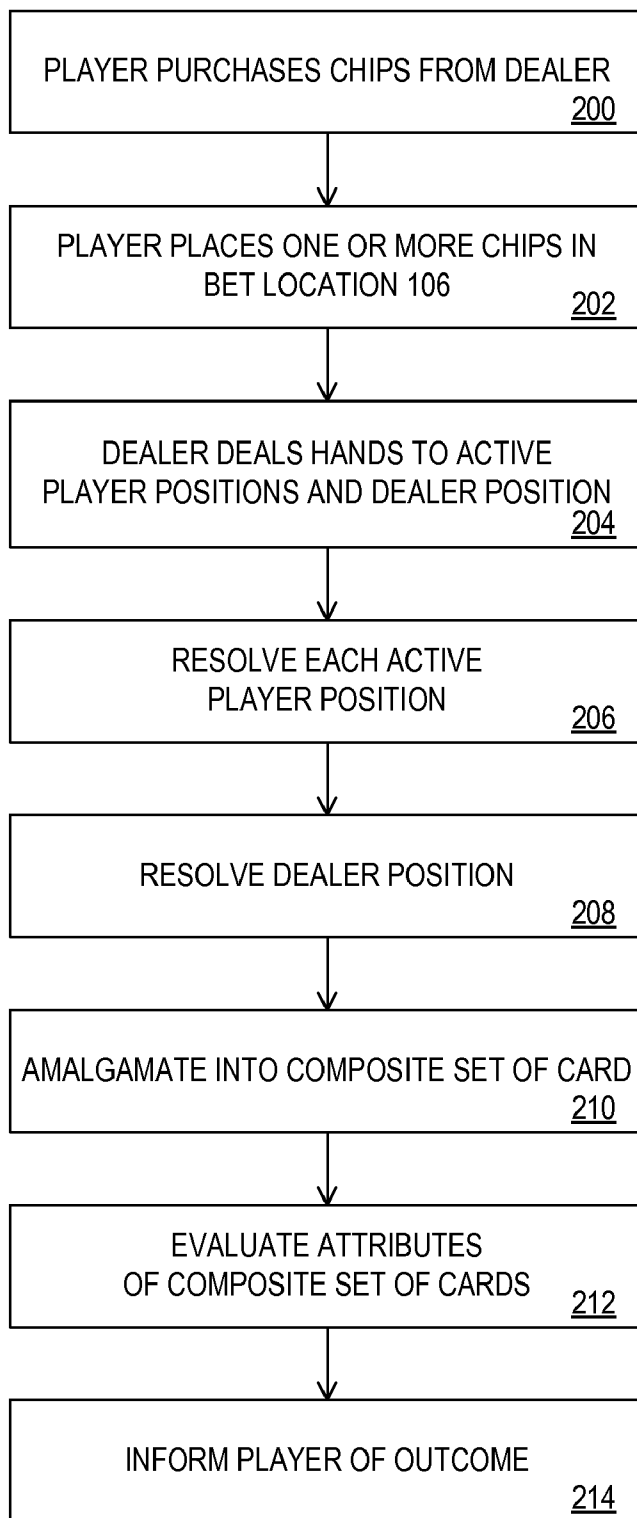 PLAYER PURCHASES CHIPS FROM DEALER
200
PLAYER PLACES ONE OR MORE CHIPS IN
BET LOCATION 106
202
DEALER DEALS HANDS TO ACTIVE
PLAYER POSITIONS AND DEALER POSITION
204
RESOLVE EACH ACTIVE
PLAYER POSITION
206
RESOLVE DEALER POSITION
208
AMALGAMATE INTO COMPOSITE SET OF CARD
210
EVALUATE ATTRIBUTES
OF COMPOSITE SET OF CARDS
212
INFORM PLAYER OF OUTCOME
214